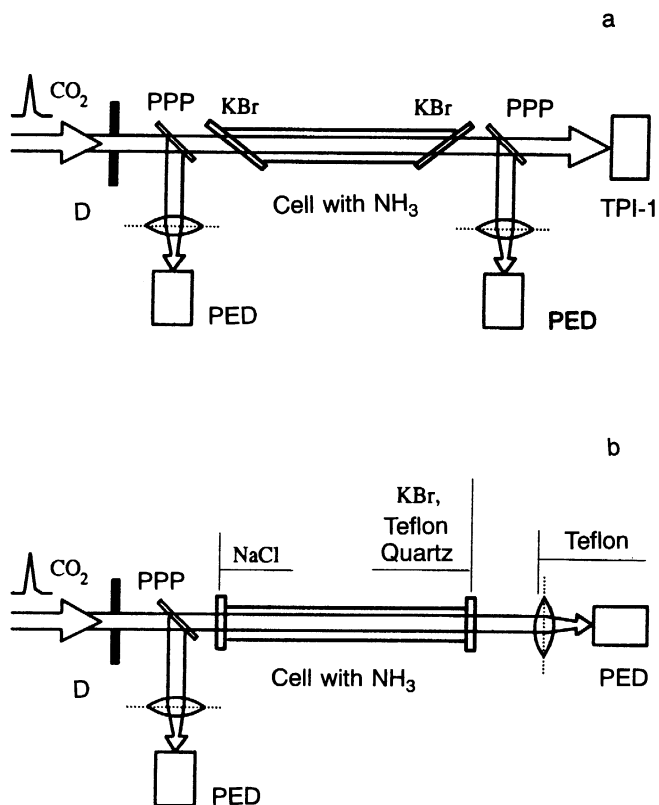 a
CO₂
PPP
KBr
KBr
PPP
D
Cell with NH₃
TPI-1
PED
PED
b
KBr,
Teflon
Quartz
NaCl
Teflon
CO₂
PPP
D
Cell with NH₃
PED
PED